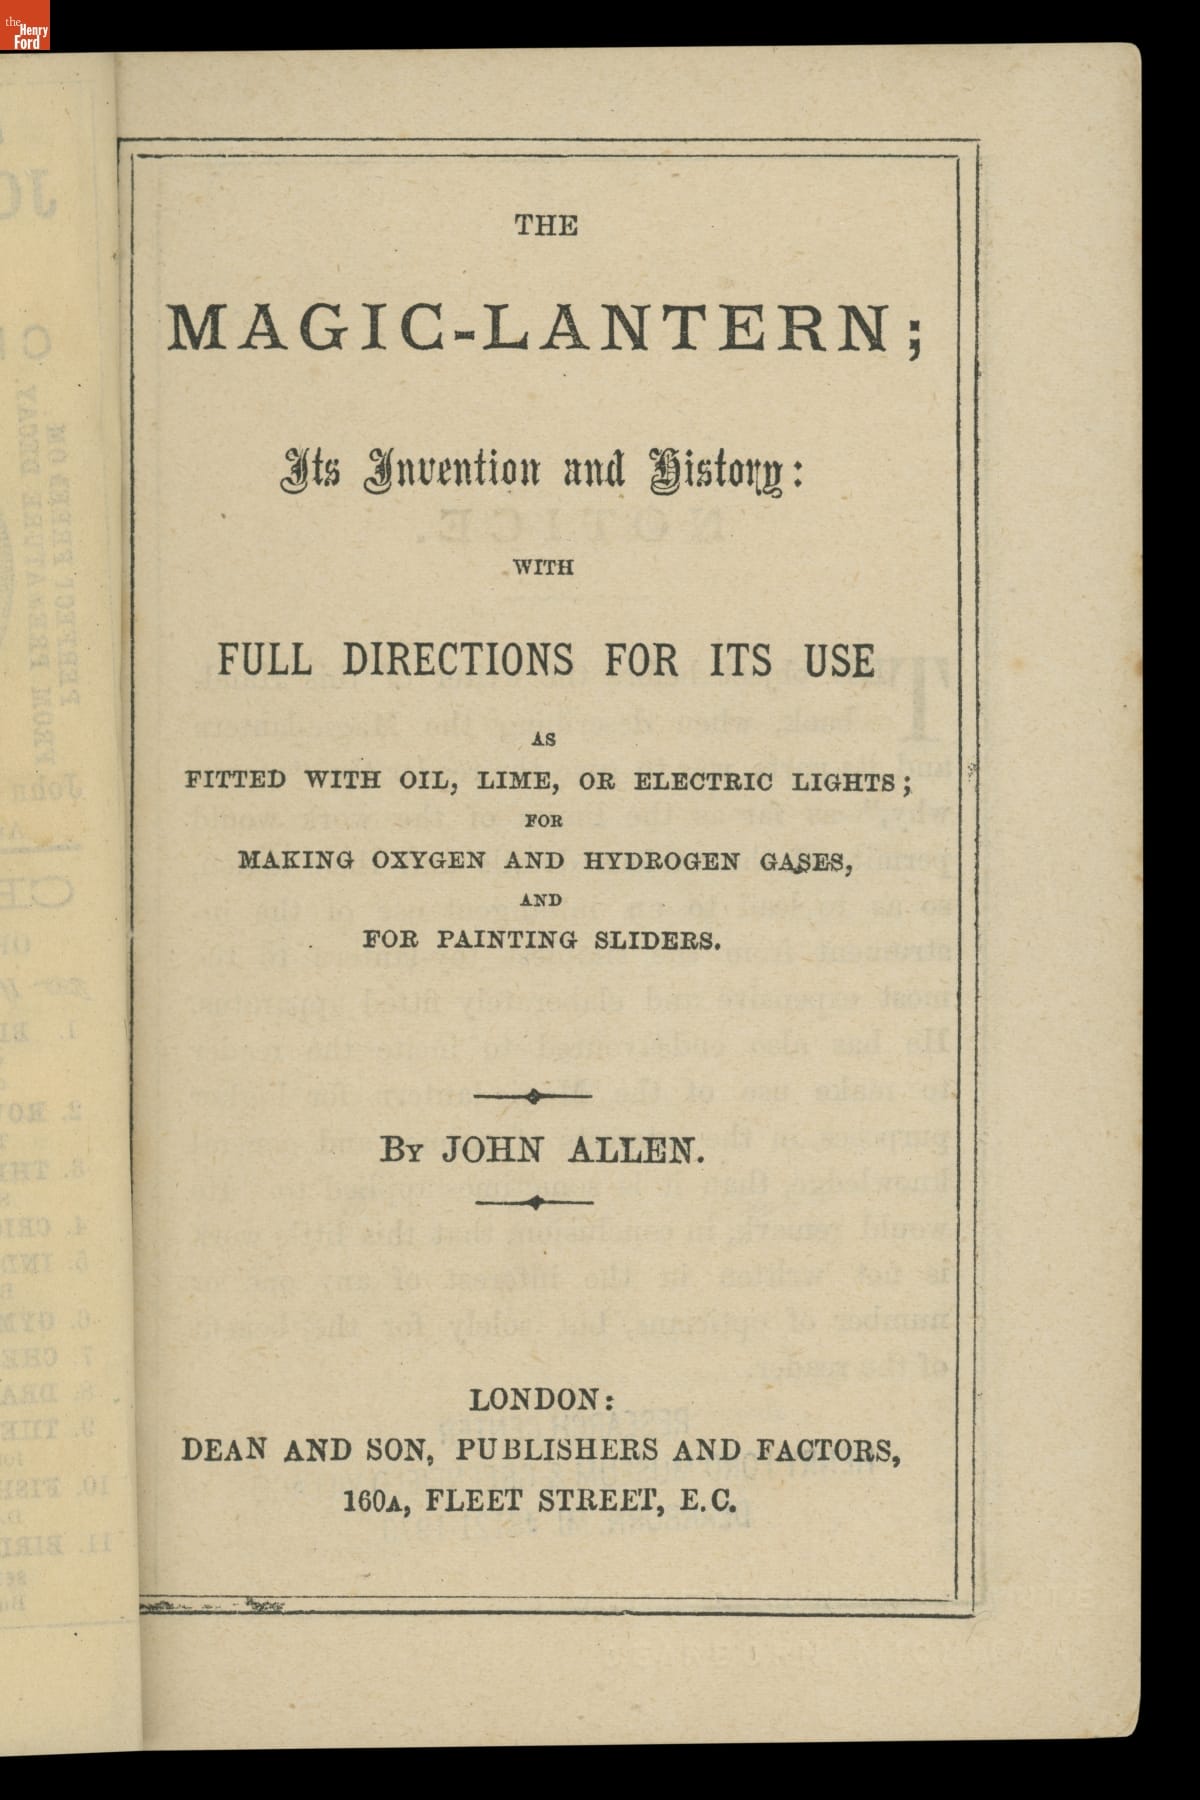 the
Henry
Ford
THE
MAGIC-LANTERN;
Its Invention and History:
WITH
FULL DIRECTIONS FOR ITS USE
AS
FITTED WITH OIL, LIME, OR ELECTRIC LIGHTS;
FOR
MAKING OXYGEN AND HYDROGEN GASES,
AND
FOR PAINTING SLIDERS.
BY JOHN ALLEN.
LONDON:
DEAN AND SON, PUBLISHERS AND FACTORS,
160A, FLEET STREET, E.C.